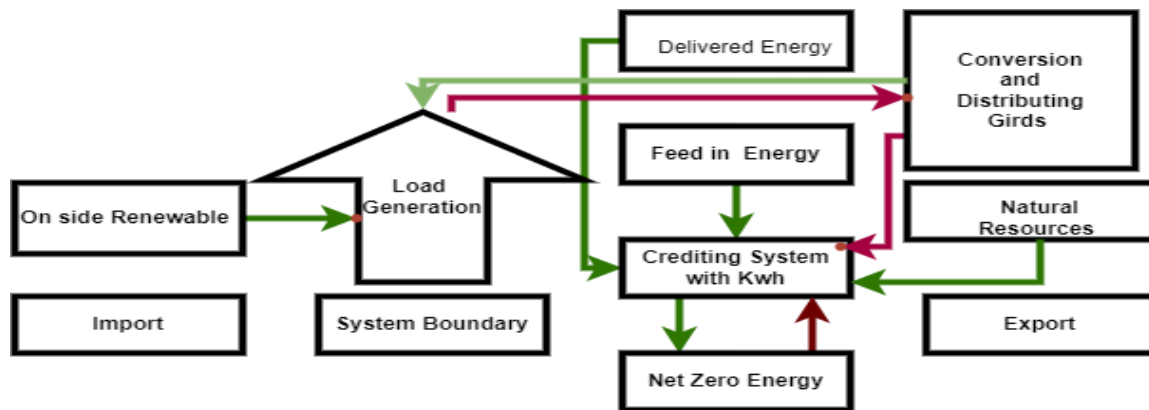 Delivered Energy
Conversion
and
Distributing
Girds
Feed in Energy
On side Renewable
Load
Generation
Natural
Resources
Crediting System
with Kwh
Import
System Boundary
Export
Net Zero Energy